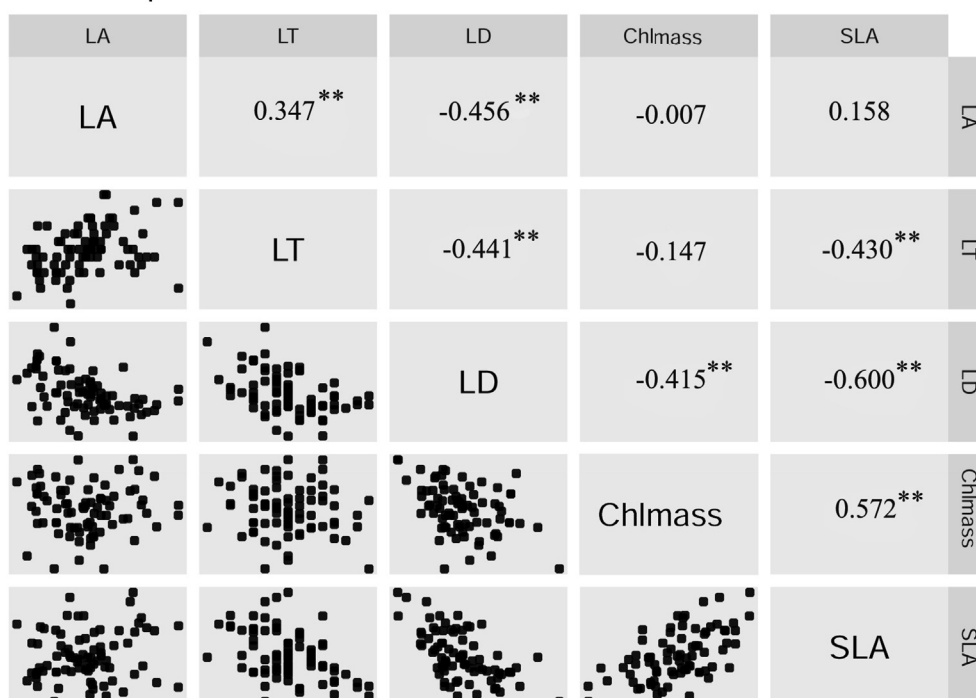 LA LT LD Chlmass SLA
LA 0.347** -0.456** -0.007 0.158 LA
LT -0.441** -0.147 -0.430** LT
LD -0.415** -0.600** LD
Chlmass 0.572** Chlmass
SLA SLA